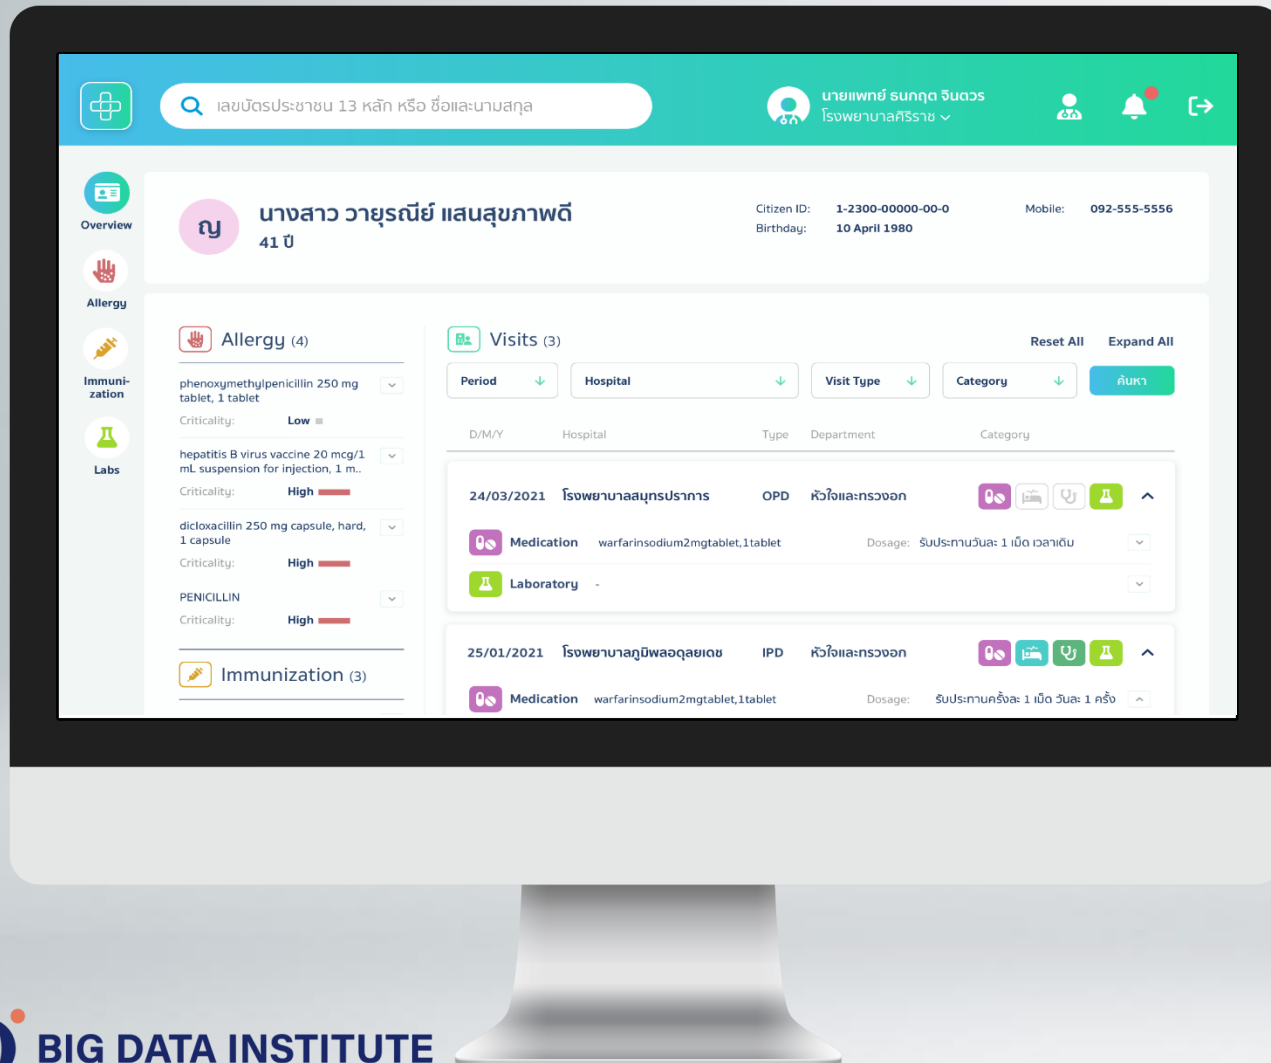 เลขบัตรประชาชน 13 หลัก หรือ ชื่อและนามสกุล
นายแพทย์ ธนกฤต จินตวร
โรงพยาบาลศิริราช
Overview
Allergy
Immuni-
zation
Labs
ญ
นางสาว วายุรณีย์ แสนสุขภาพดี
41 ปี
Citizen ID: 1-2300-00000-00-0
Birthday: 10 April 1980
Mobile: 092-555-5556
Allergy (4)
phenoxymethylpenicillin 250 mg
tablet, 1 tablet
Criticality: Low
hepatitis B virus vaccine 20 mcg/1
mL suspension for injection, 1 m..
Criticality: High
dicloxacillin 250 mg capsule, hard,
1 capsule
Criticality: High
PENICILLIN
Criticality: High
Immunization (3)
Visits (3)
Reset All Expand All
Period Hospital Visit Type Category ค้นหา
D/M/Y Hospital Type Department Category
24/03/2021 โรงพยาบาลสมุทรปราการ OPD หัวใจและทรวงอก
Medication warfarinsodium2mgtablet,1tablet Dosage: รับประทานวันละ 1 เม็ด เวลาเดิม
Laboratory -
25/01/2021 โรงพยาบาลภูมิพลอดุลยเดช IPD หัวใจและทรวงอก
Medication warfarinsodium2mgtablet,1tablet Dosage: รับประทานครั้งละ 1 เม็ด วันละ 1 ครั้ง
BIG DATA INSTITUTE